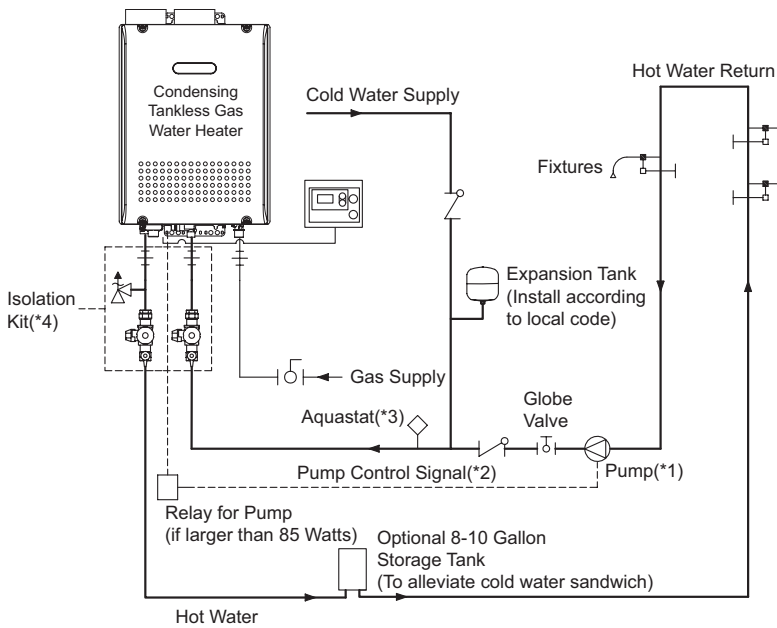 Condensing
Tankless Gas
Water Heater
Cold Water Supply
Hot Water Return
Fixtures
Expansion Tank
(Install according
to local code)
Isolation
Kit(*4)
Gas Supply
Globe
Valve
Aquastat(*3)
Pump Control Signal(*2)
Pump(*1)
Relay for Pump
(if larger than 85 Watts)
Optional 8-10 Gallon
Storage Tank
(To alleviate cold water sandwich)
Hot Water